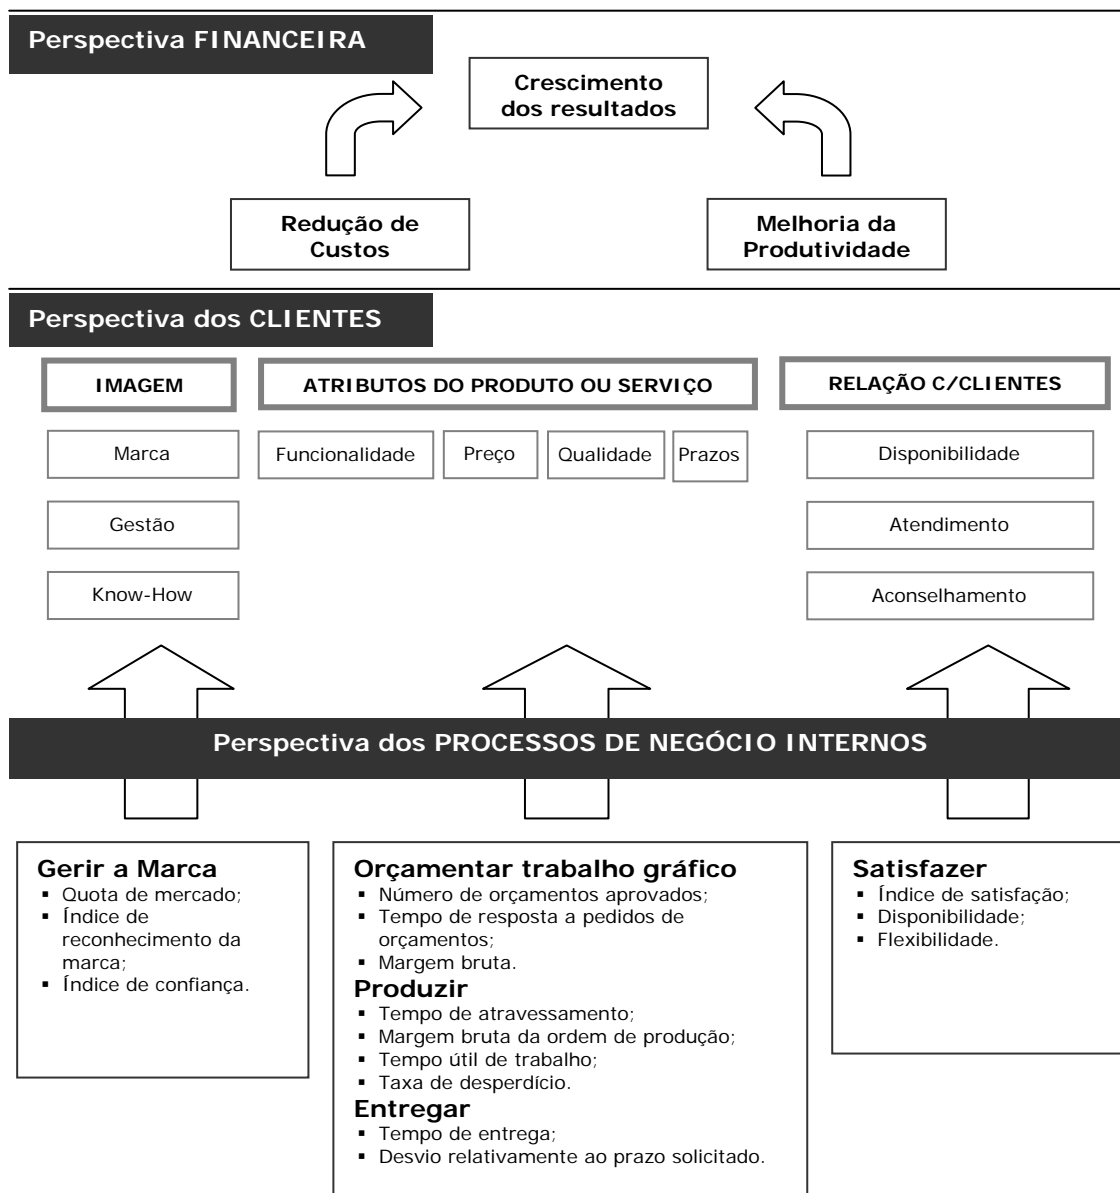 Perspectiva FINANCEIRA
Crescimento
dos resultados
Redução de
Custos
Melhoria da
Produtividade
Perspectiva dos CLIENTES
IMAGEM
ATRIBUTOS DO PRODUTO OU SERVIÇO
RELAÇÃO C/CLIENTES
Marca
Funcionalidade
Preço
Qualidade
Prazos
Disponibilidade
Gestão
Atendimento
Know-How
Aconselhamento
Perspectiva dos PROCESSOS DE NEGÓCIO INTERNOS
Gerir a Marca
▪ Quota de mercado;
▪ Índice de
reconhecimento da
marca;
▪ Índice de confiança.
Orçamentar trabalho gráfico
▪ Número de orçamentos aprovados;
▪ Tempo de resposta a pedidos de
orçamentos;
▪ Margem bruta.
Produzir
▪ Tempo de atravessamento;
▪ Margem bruta da ordem de produção;
▪ Tempo útil de trabalho;
▪ Taxa de desperdício.
Entregar
▪ Tempo de entrega;
▪ Desvio relativamente ao prazo solicitado.
Satisfazer
▪ Índice de satisfação;
▪ Disponibilidade;
▪ Flexibilidade.